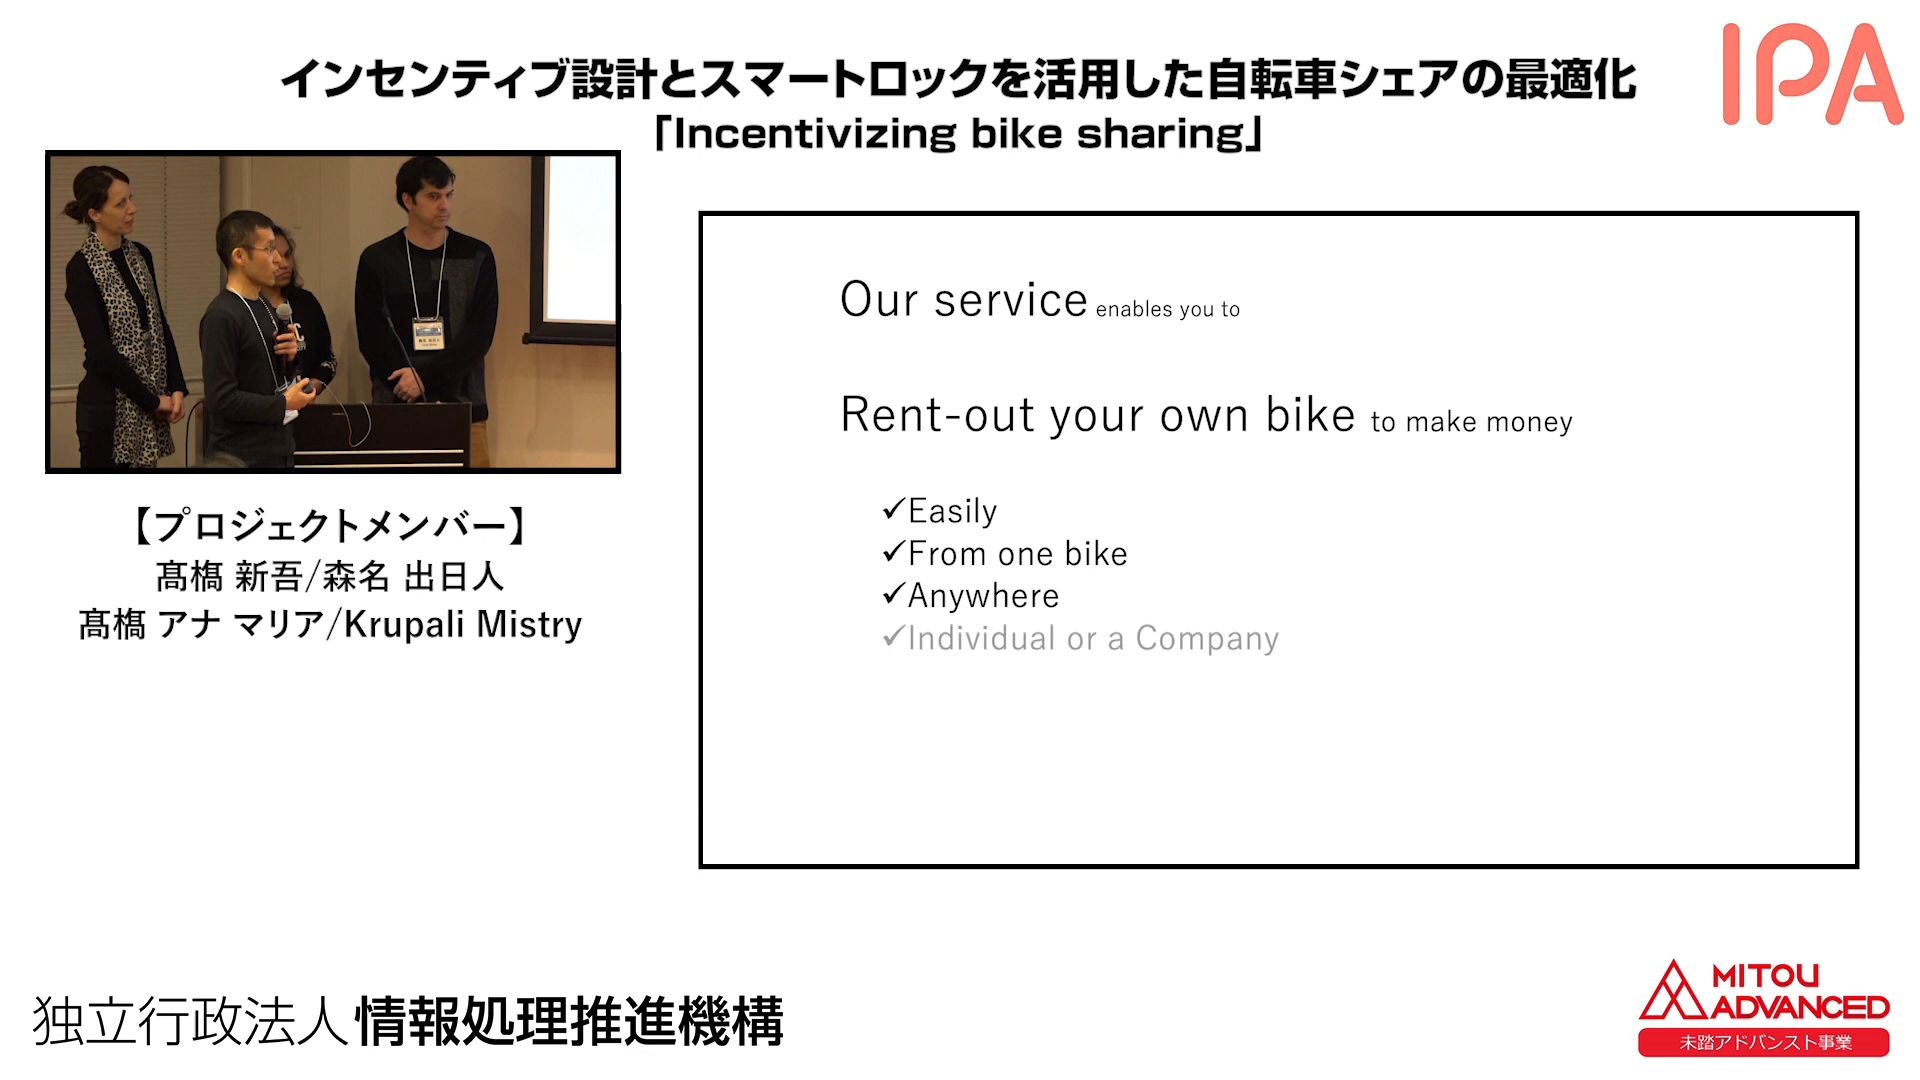 インセンティブ設計とスマートロックを活用した自転車シェアの最適化
「Incentivizing bike sharing」
IPA
【プロジェクトメンバー】
髙橋 新吾/森名 出日人
髙橋 アナ マリア/Krupali Mistry
Our service enables you to
Rent-out your own bike to make money
✓Easily
✓From one bike
✓Anywhere
✓Individual or a Company
独立行政法人情報処理推進機構
MITOU
ADVANCED
未踏アドバンスト事業